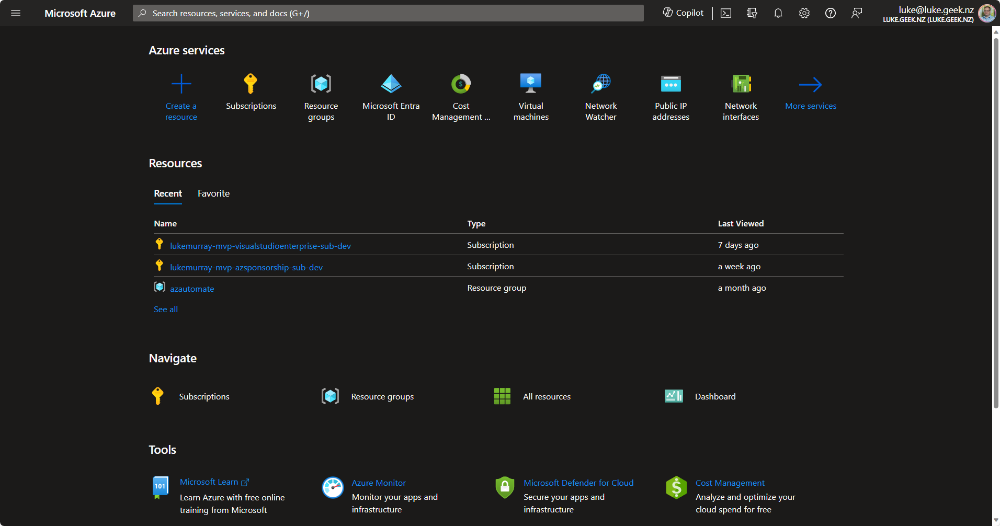 Microsoft Azure
Search resources, services, and docs (G+/)
Copilot
luke@luke.geek.nz
LUKE.GEEK.NZ (LUKE.GEEK.NZ)
Azure services
Create a
resource
Subscriptions
Resource
groups
Microsoft Entra
ID
Cost
Management ...
Virtual
machines
Network
Watcher
Public IP
addresses
Network
interfaces
More services
Resources
Recent
Favorite
Name
Type
Last Viewed
lukemurray-mvp-visualstudioenterprise-sub-dev
Subscription
7 days ago
lukemurray-mvp-azsponsorship-sub-dev
Subscription
a week ago
azautomate
Resource group
a month ago
See all
Navigate
Subscriptions
Resource groups
All resources
Dashboard
Tools
101
Microsoft Learn
Learn Azure with free online
training from Microsoft
Azure Monitor
Monitor your apps and
infrastructure
Microsoft Defender for Cloud
Secure your apps and
infrastructure
Cost Management
Analyze and optimize your
cloud spend for free